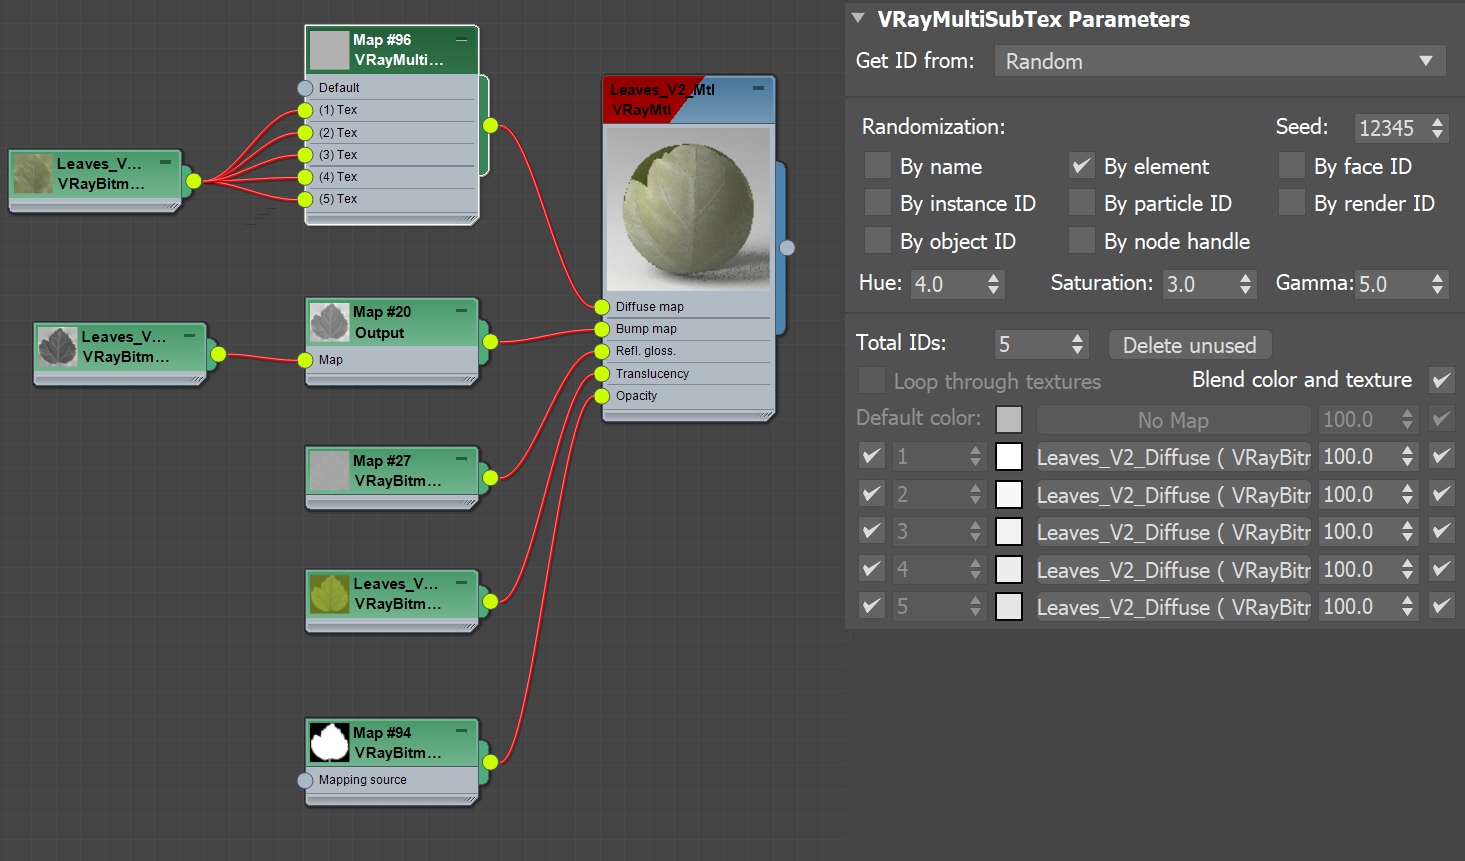 Map #96
VRayMulti...
Default
(1) Tex
(2) Tex
(3) Tex
(4) Tex
(5) Tex
Leaves_V...
VRayBitm...
Leaves_V2_Mtl
VRayMtl
Diffuse map
Bump map
Refl. gloss.
Translucency
Opacity
Leaves_V...
VRayBitm...
Map #20
Output
Map
Map #27
VRayBitm...
Leaves_V...
VRayBitm...
Map #94
VRayBitm...
Mapping source
VRayMultiSubTex Parameters
Get ID from: Random
Randomization: Seed: 12345
By name By element By face ID
By instance ID By particle ID By render ID
By object ID By node handle
Hue: 4.0 Saturation: 3.0 Gamma: 5.0
Total IDs: 5 Delete unused
Loop through textures Blend color and texture
Default color: No Map 100.0
1 Leaves_V2_Diffuse ( VRayBitr 100.0
2 Leaves_V2_Diffuse ( VRayBitr 100.0
3 Leaves_V2_Diffuse ( VRayBitr 100.0
4 Leaves_V2_Diffuse ( VRayBitr 100.0
5 Leaves_V2_Diffuse ( VRayBitr 100.0